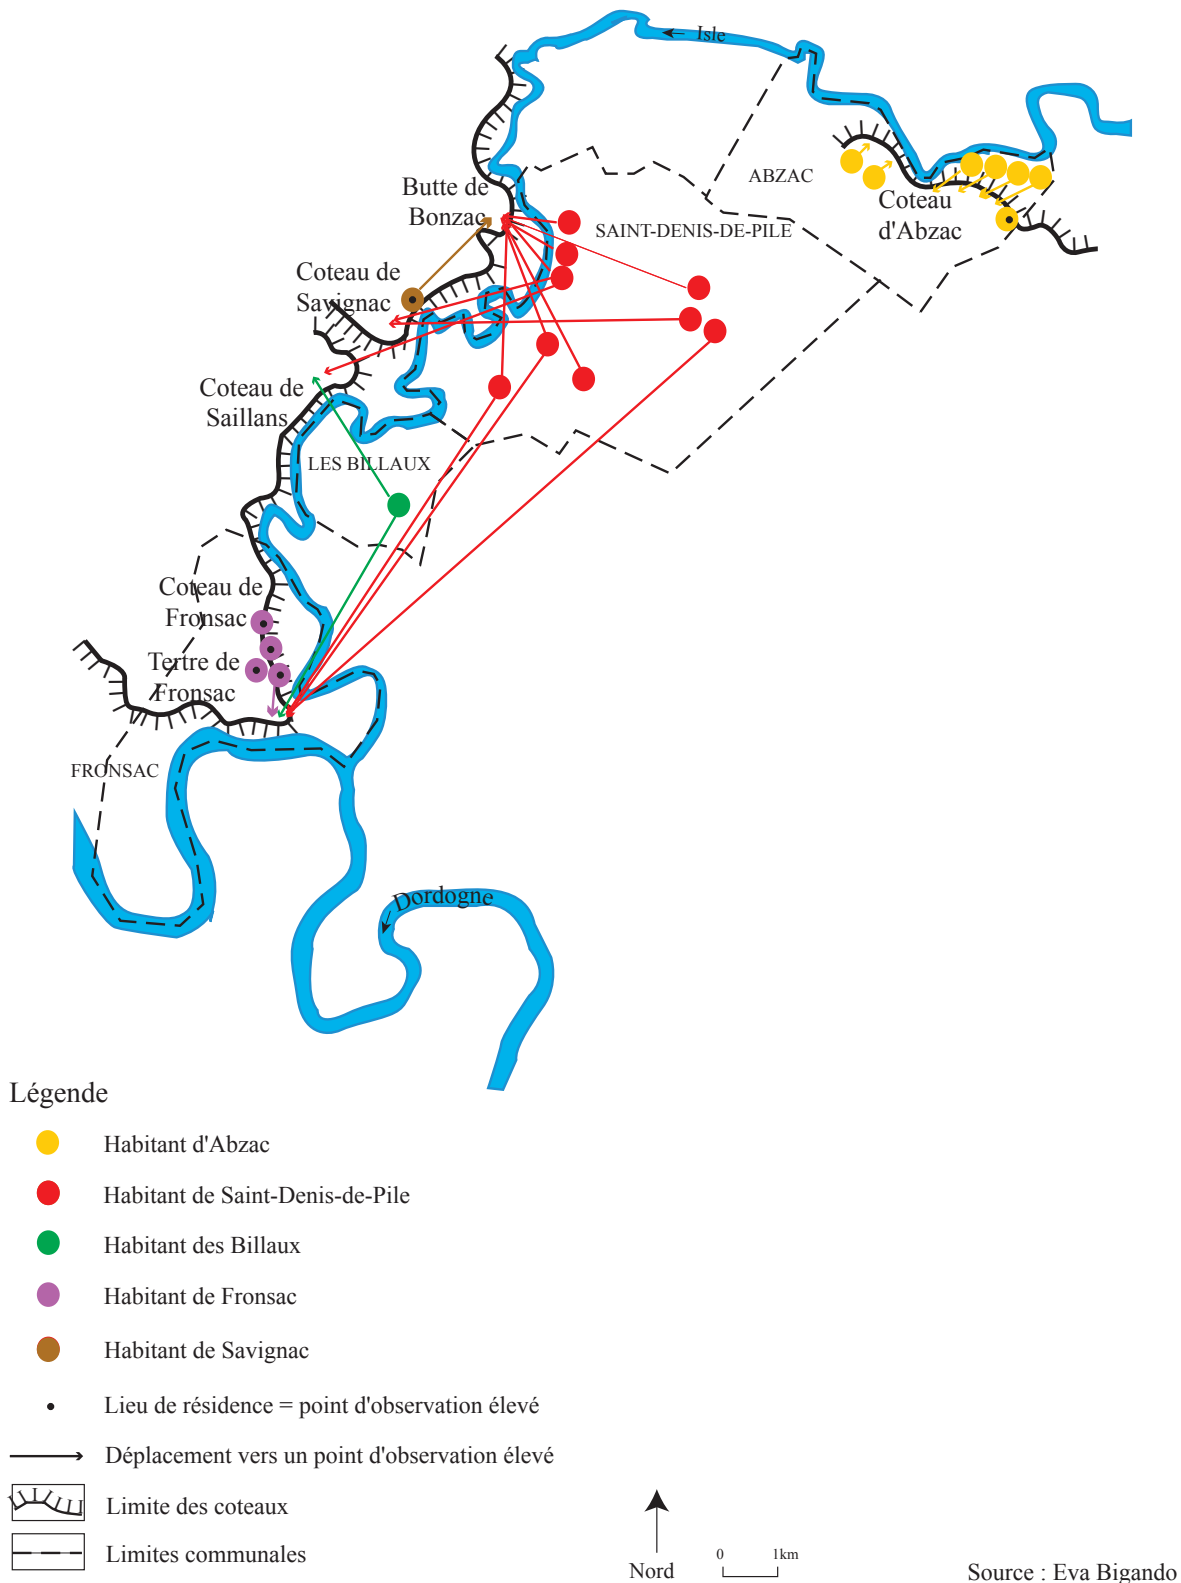 Isle
ABZAC
Butte de
Bonzac
Coteau
d'Abzac
SAINT-DENIS-DE-PILE
Coteau de
Savignac
Coteau de
Saillans
LES BILLAUX
Coteau de
Fronsac
Tertre de
Fronsac
FRONSAC
Dordogne
Légende
Habitant d'Abzac
Habitant de Saint-Denis-de-Pile
Habitant des Billaux
Habitant de Fronsac
Habitant de Savignac
Lieu de résidence = point d'observation élevé
Déplacement vers un point d'observation élevé
Limite des coteaux
Limites communales
Nord
0 1km
Source : Eva Bigando